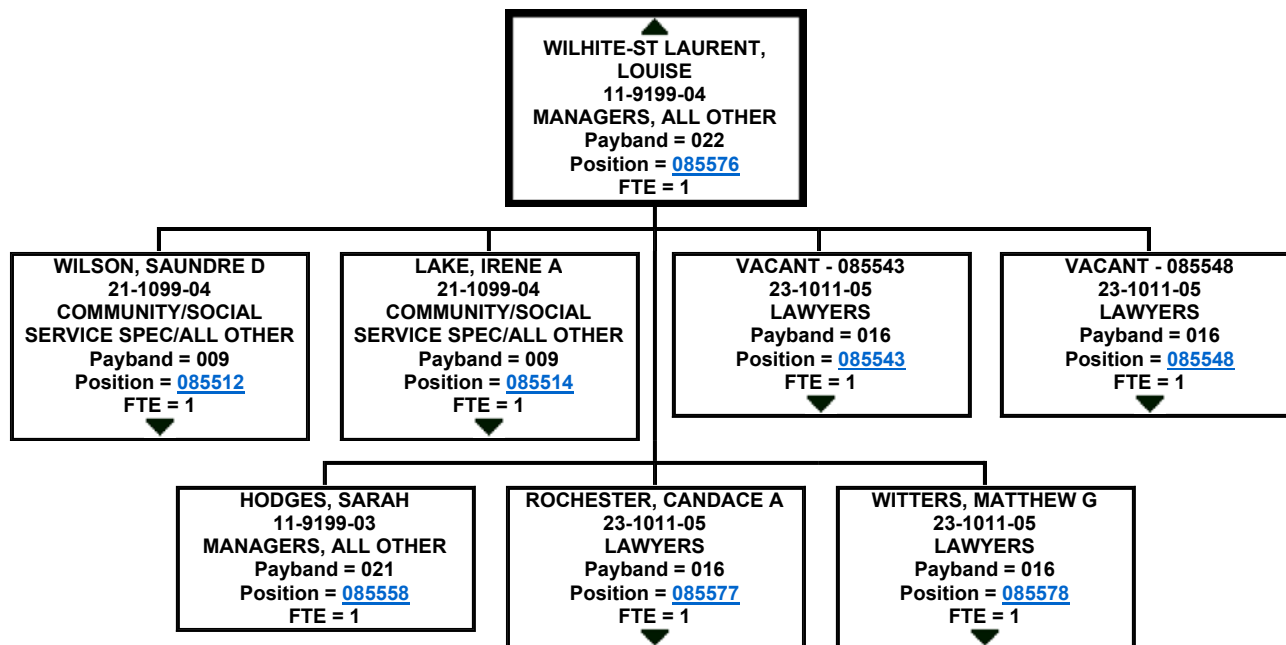 WILHITE-ST LAURENT,
LOUISE
11-9199-04
MANAGERS, ALL OTHER
Payband = 022
Position = 085576
FTE = 1
WILSON, SAUNDRE D
21-1099-04
COMMUNITY/SOCIAL
SERVICE SPEC/ALL OTHER
Payband = 009
Position = 085512
FTE = 1
LAKE, IRENE A
21-1099-04
COMMUNITY/SOCIAL
SERVICE SPEC/ALL OTHER
Payband = 009
Position = 085514
FTE = 1
VACANT - 085543
23-1011-05
LAWYERS
Payband = 016
Position = 085543
FTE = 1
VACANT - 085548
23-1011-05
LAWYERS
Payband = 016
Position = 085548
FTE = 1
HODGES, SARAH
11-9199-03
MANAGERS, ALL OTHER
Payband = 021
Position = 085558
FTE = 1
ROCHESTER, CANDACE A
23-1011-05
LAWYERS
Payband = 016
Position = 085577
FTE = 1
WITTERS, MATTHEW G
23-1011-05
LAWYERS
Payband = 016
Position = 085578
FTE = 1